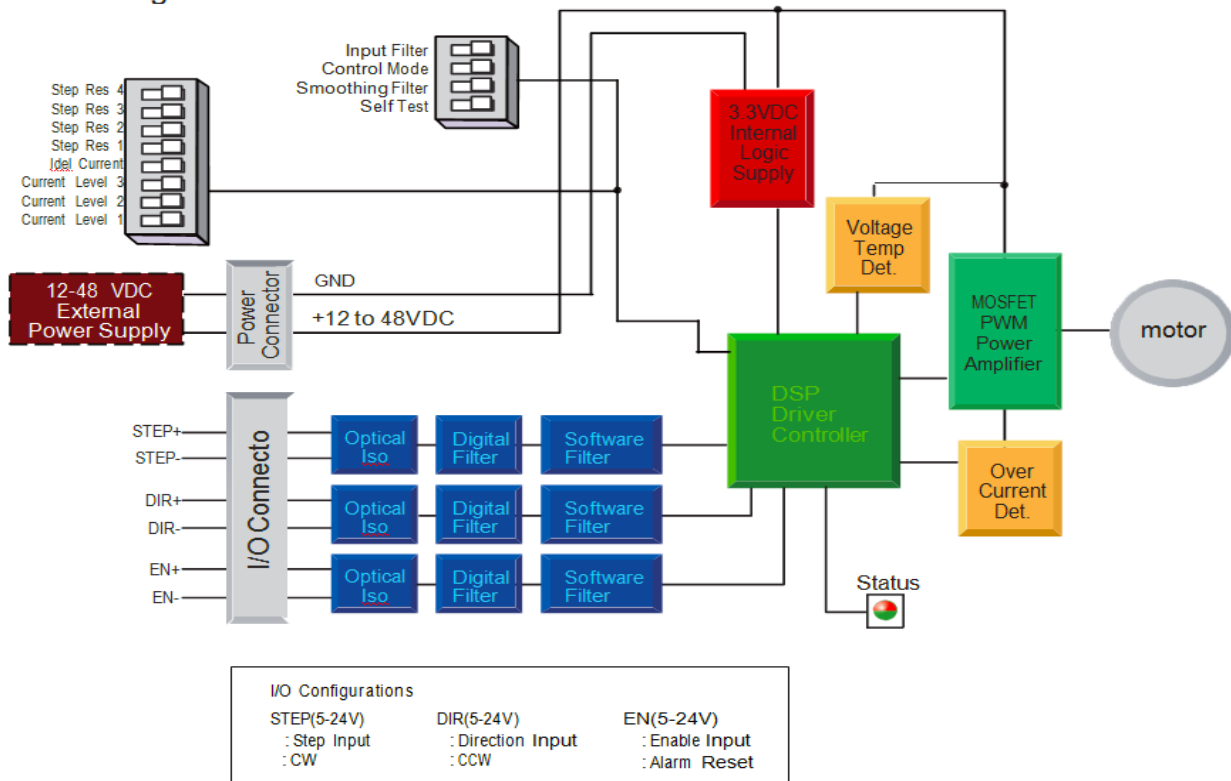 Input Filter
Control Mode
Smoothing Filter
Self Test
Step Res 4
Step Res 3
Step Res 2
Step Res 1
Idel Current
Current Level 3
Current Level 2
Current Level 1
3.3VDC
Internal
Logic
Supply
Voltage
Temp
Det.
12-48 VDC
External
Power Supply
Power
Connector
GND
+12 to 48VDC
MOSFET
PWM
Power
Amplifier
motor
DSP
Driver
Controller
Over
Current
Det.
STEP+
STEP-
DIR+
DIR-
EN+
EN-
I/O Connecto
Optical
Iso
Digital
Filter
Software
Filter
Optical
Iso
Digital
Filter
Software
Filter
Optical
Iso
Digital
Filter
Software
Filter
Status
I/O Configurations
STEP(5-24V) DIR(5-24V) EN(5-24V)
: Step Input : Direction Input : Enable Input
: CW : CCW : Alarm Reset